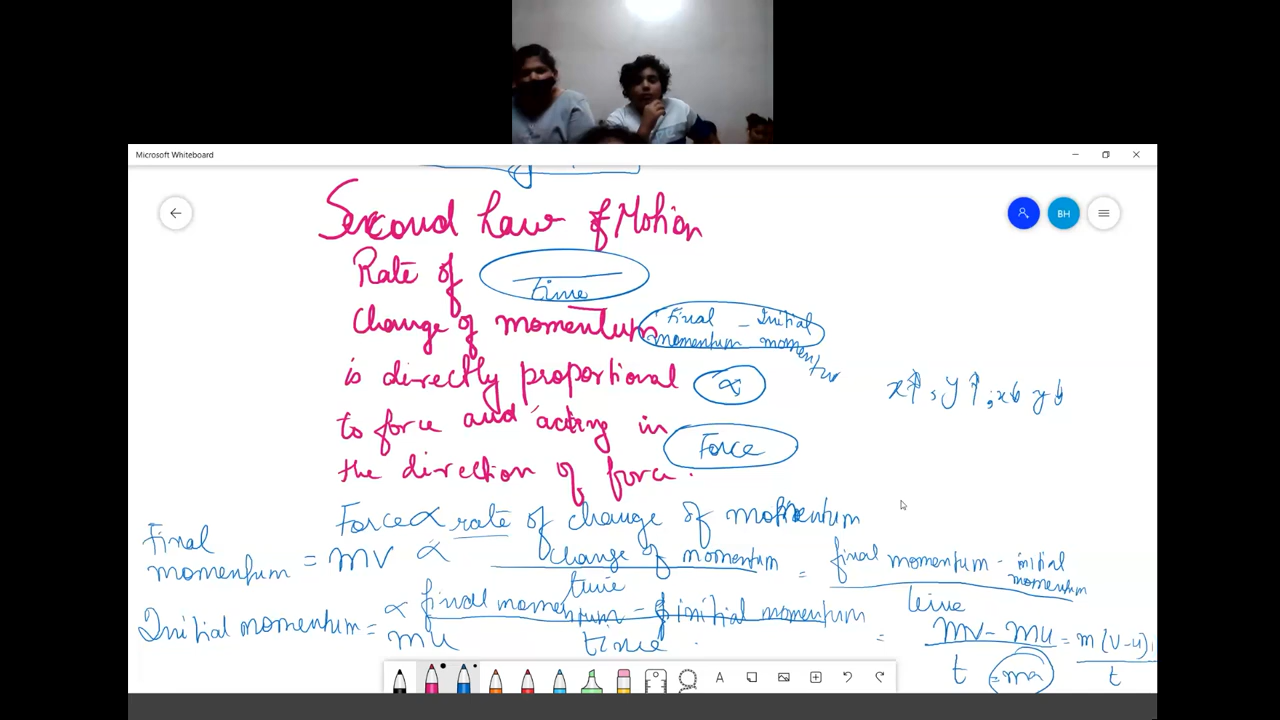 Microsoft Whiteboard
BH
Second Law of Motion
Rate of
time
Change of momentum
Final momentum - Initial momentum
is directly proportional
∝
x↑, y↑; x↓ y↓
to force and acting in
Force
the direction of force.
Force ∝ rate of change of momentum
Final momentum = mv
∝ change of momentum / time = final momentum - initial momentum / time
Initial momentum = mu
∝ final momentum - initial momentum / time
= mv - mu / t = m (v-u) / t
= ma
A